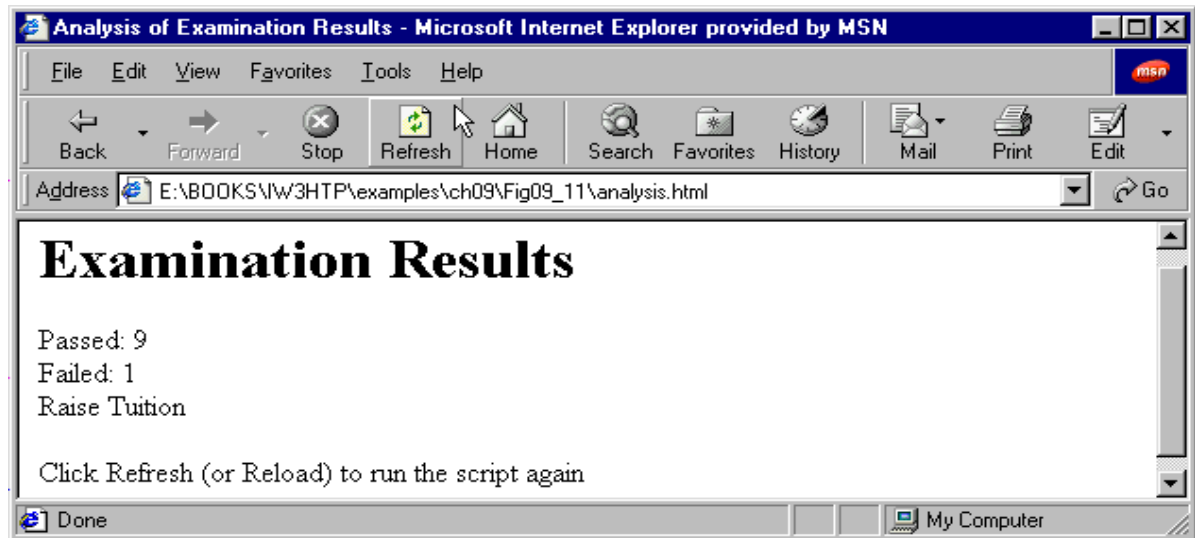 Analysis of Examination Results - Microsoft Internet Explorer provided by MSN
File Edit View Favorites Tools Help
msn
Back Forward Stop Refresh Home Search Favorites History Mail Print Edit
Address E:\BOOKS\IW3HTP\examples\ch09\Fig09_11\analysis.html Go
Examination Results
Passed: 9
Failed: 1
Raise Tuition
Click Refresh (or Reload) to run the script again
Done My Computer